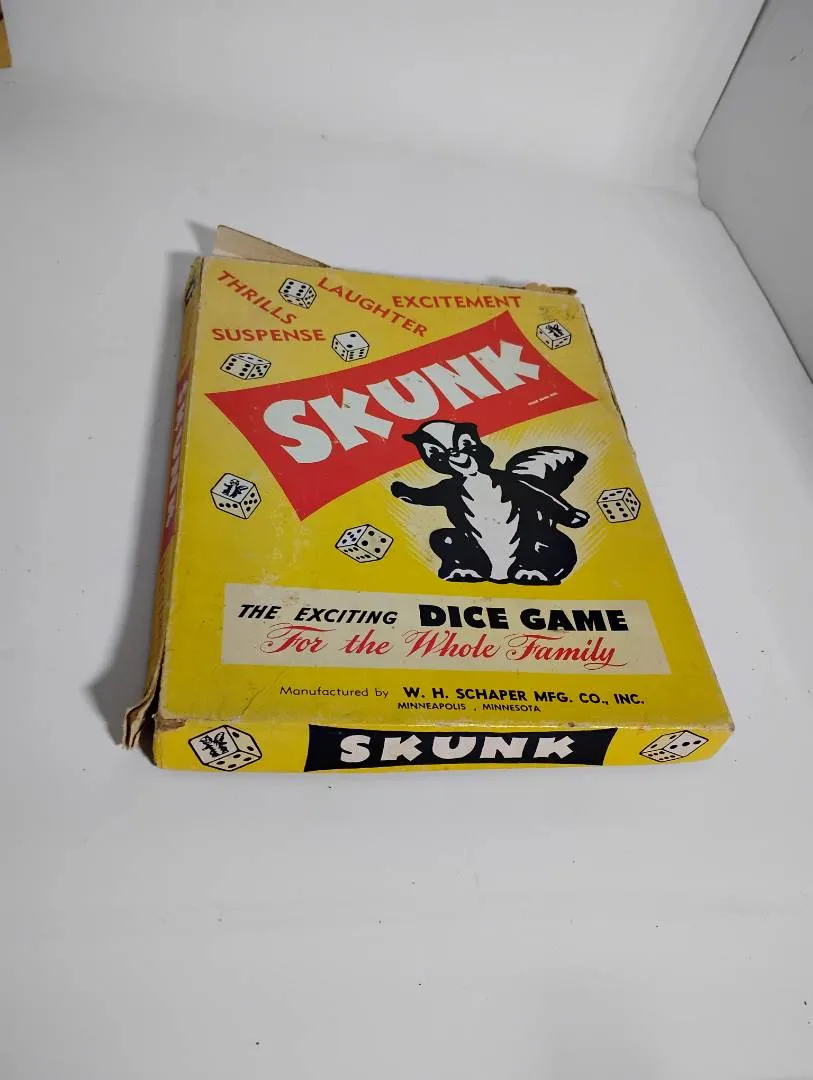 THRILLS
LAUGHTER
EXCITEMENT
SUSPENSE
SKUNK
THE EXCITING DICE GAME
For the Whole Family
Manufactured by W. H. SCHAPER MFG. CO., INC.
MINNEAPOLIS, MINNESOTA
SKUNK
SKUNK